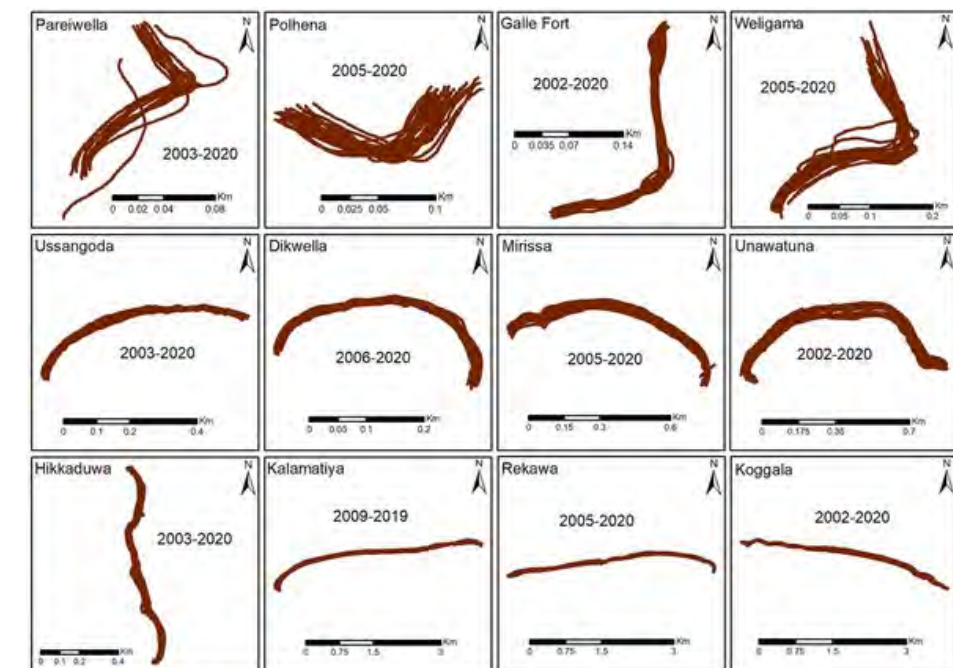 Pareiwella
N
2003-2020
Km
0 0.02 0.04 0.08
Polhena
N
2005-2020
Km
0 0.025 0.05 0.1
Galle Fort
N
2002-2020
Km
0 0.035 0.07 0.14
Weligama
N
2005-2020
Km
0 0.05 0.1 0.2
Ussangoda
N
2003-2020
Km
0 0.1 0.2 0.4
Dikwella
N
2006-2020
Km
0 0.05 0.1 0.2
Mirissa
N
2005-2020
Km
0 0.15 0.3 0.6
Unawatuna
N
2002-2020
Km
0 0.175 0.35 0.7
Hikkaduwa
N
2003-2020
Km
0 0.1 0.2 0.4
Kalamatiya
N
2009-2019
Km
0 0.75 1.5 3
Rekawa
N
2005-2020
Km
0 0.75 1.5 3
Koggala
N
2002-2020
Km
0 0.75 1.5 3